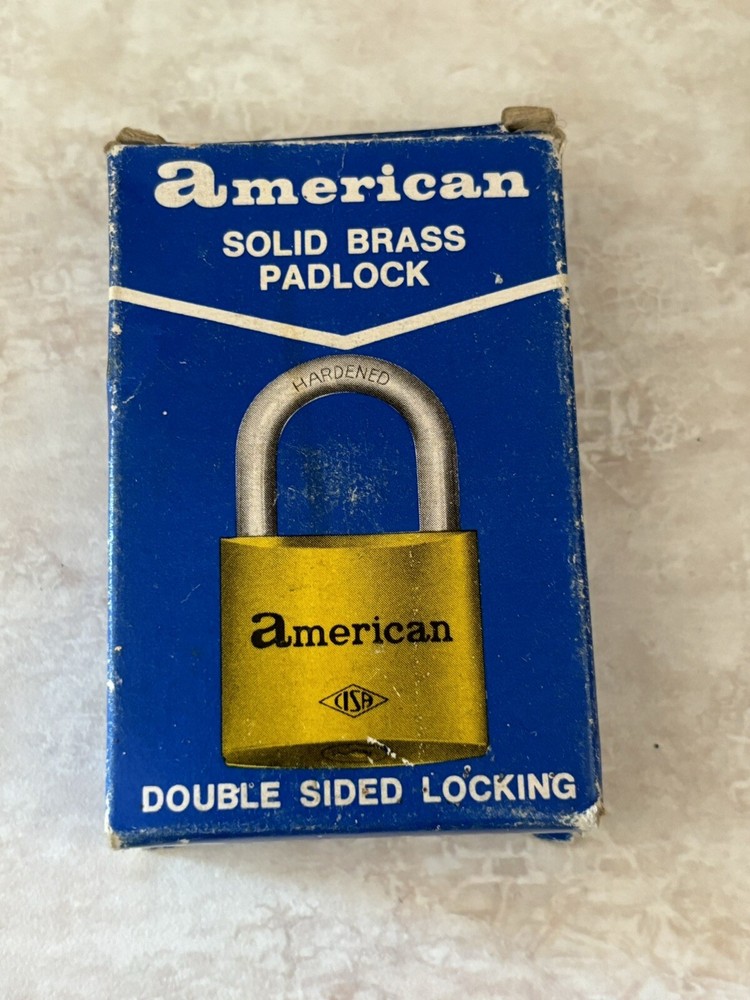 american
SOLID BRASS
PADLOCK
HARDENED
american
CISA
DOUBLE SIDED LOCKING